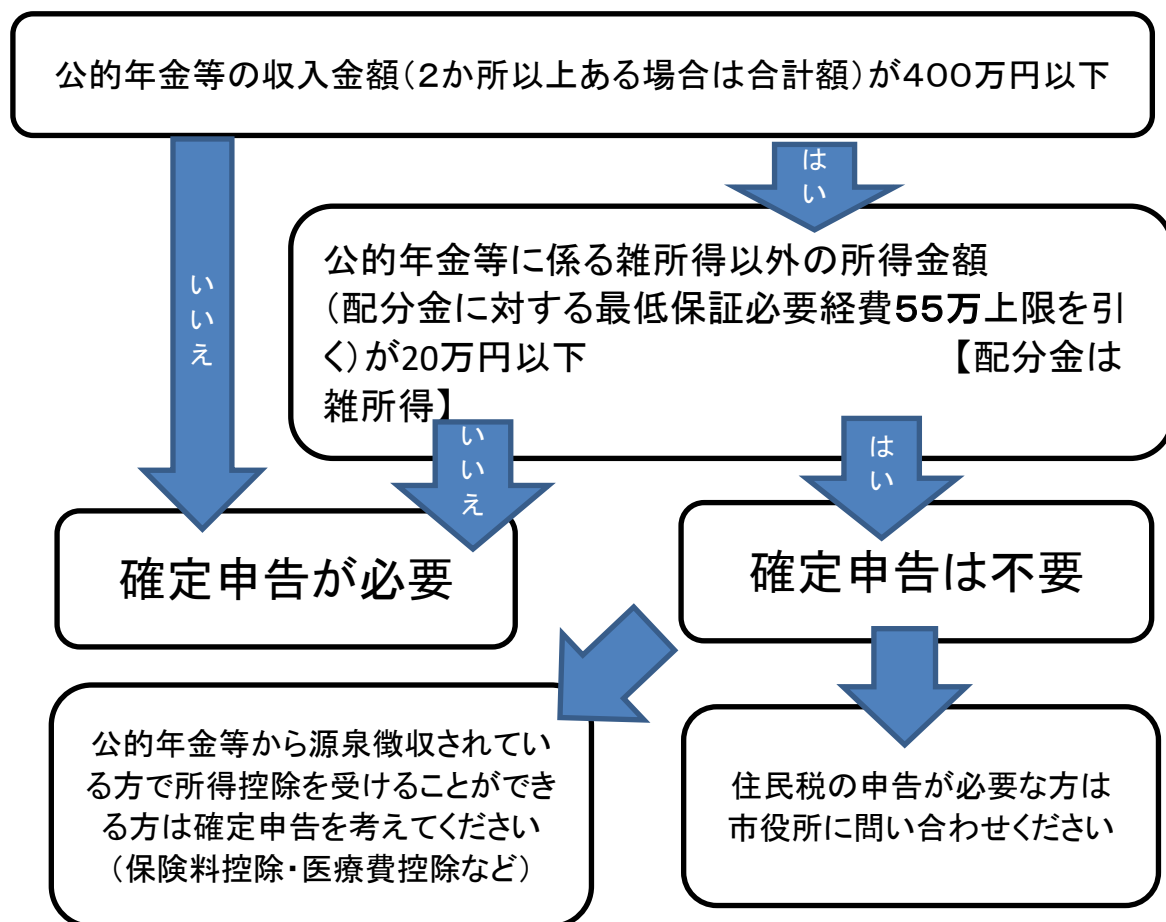 公的年金等の収入金額（２か所以上ある場合は合計額）が４００万円以下
はい
いいえ
公的年金等に係る雑所得以外の所得金額
（配分金に対する最低保証必要経費５５万上限を引
く）が20万円以下　　　　　　　　　　【配分金は
雑所得】
いいえ
はい
確定申告が必要
確定申告は不要
公的年金等から源泉徴収されてい
る方で所得控除を受けることができ
る方は確定申告を考えてください
（保険料控除・医療費控除など）
住民税の申告が必要な方は
市役所に問い合わせください